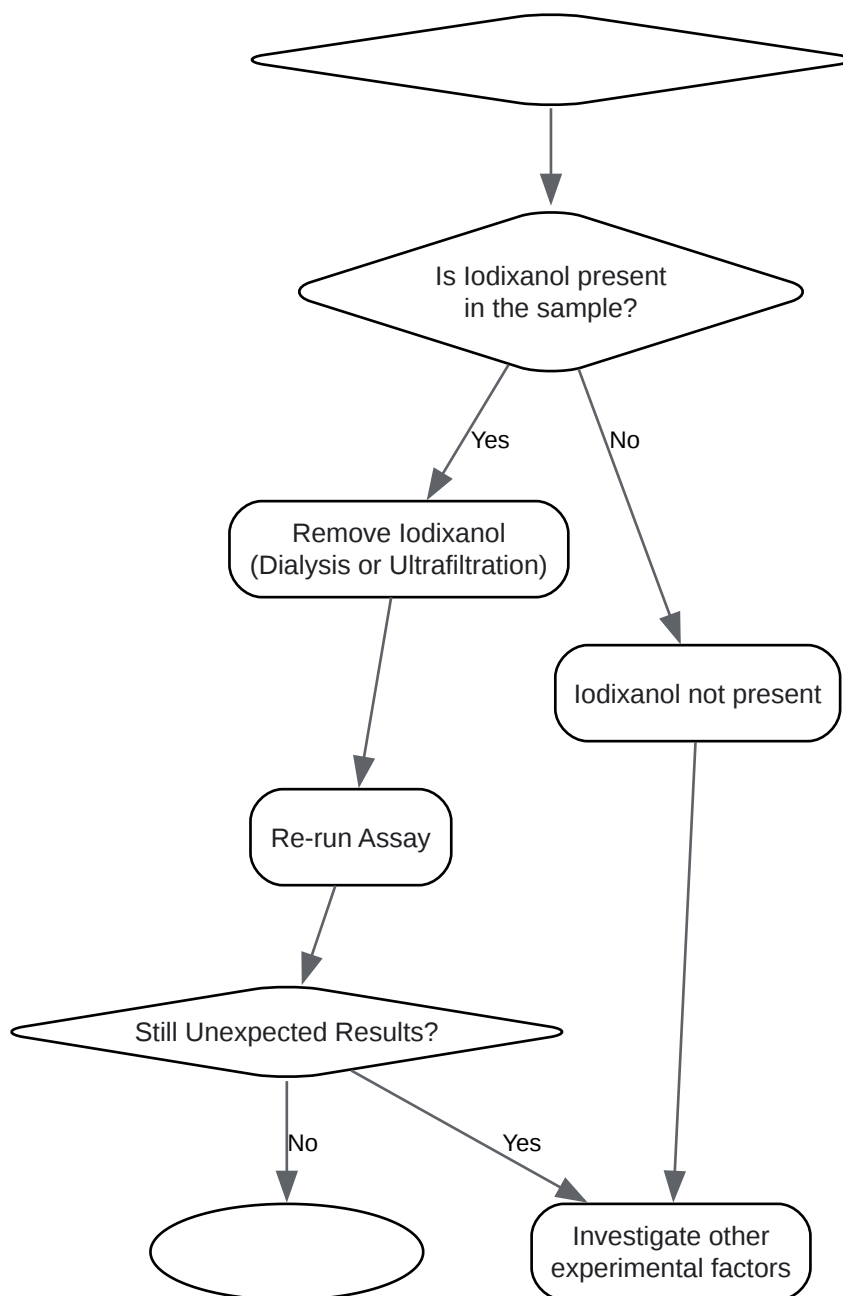 Is Iodixanol present
in the sample?
Yes
No
Remove Iodixanol
(Dialysis or Ultrafiltration)
Iodixanol not present
Re-run Assay
Still Unexpected Results?
No
Yes
Investigate other
experimental factors